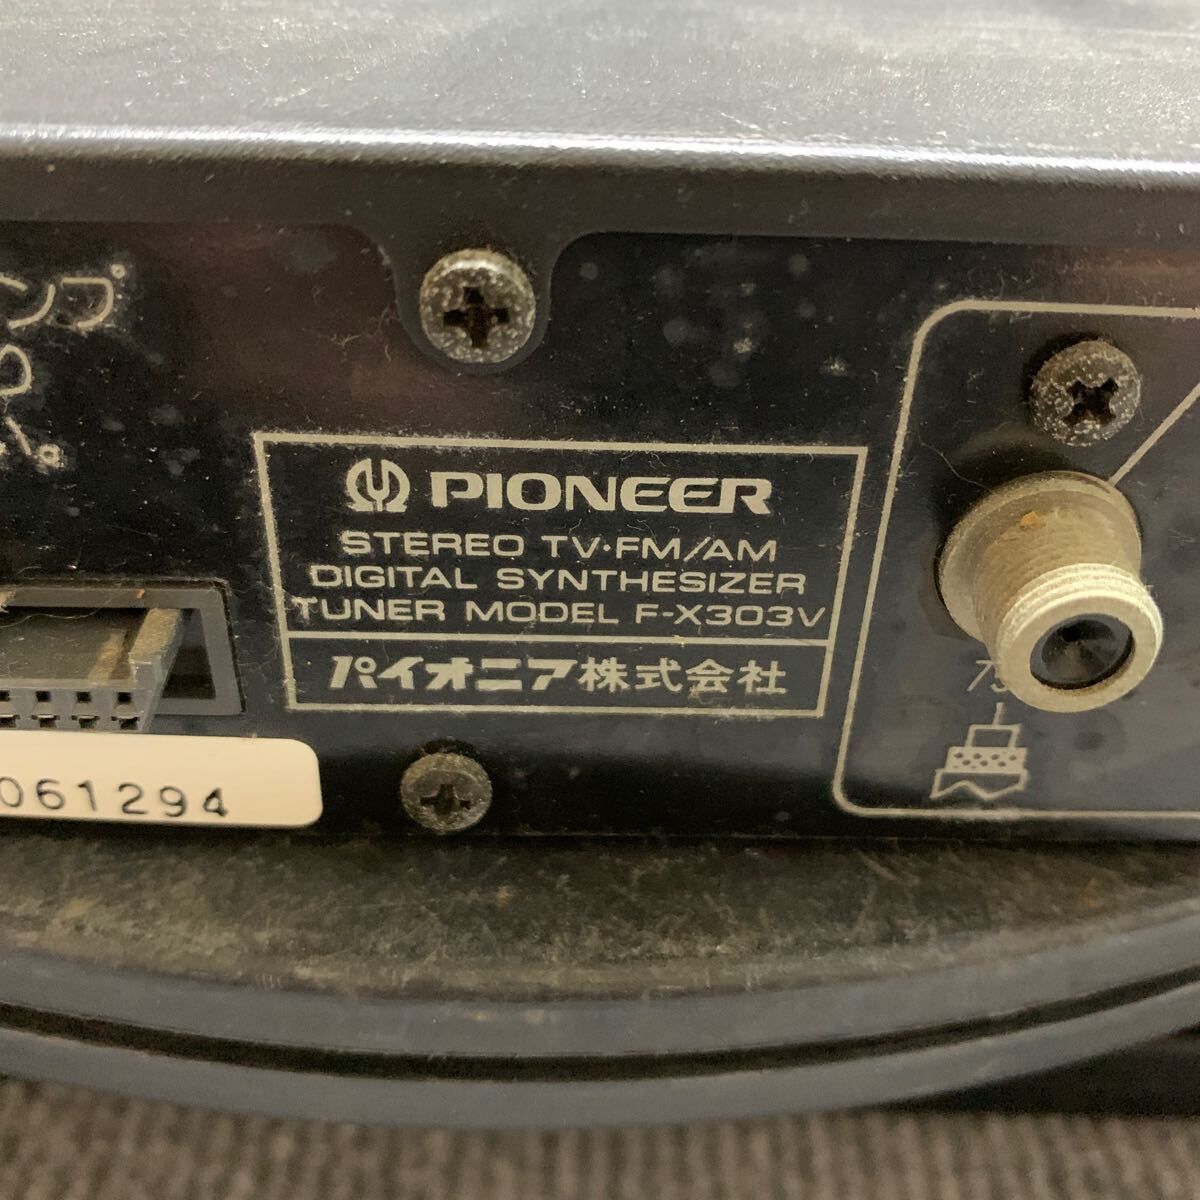 PIONEER
STEREO TV·FM/AM
DIGITAL SYNTHESIZER
TUNER MODEL F-X303V
パイオニア株式会社
061294